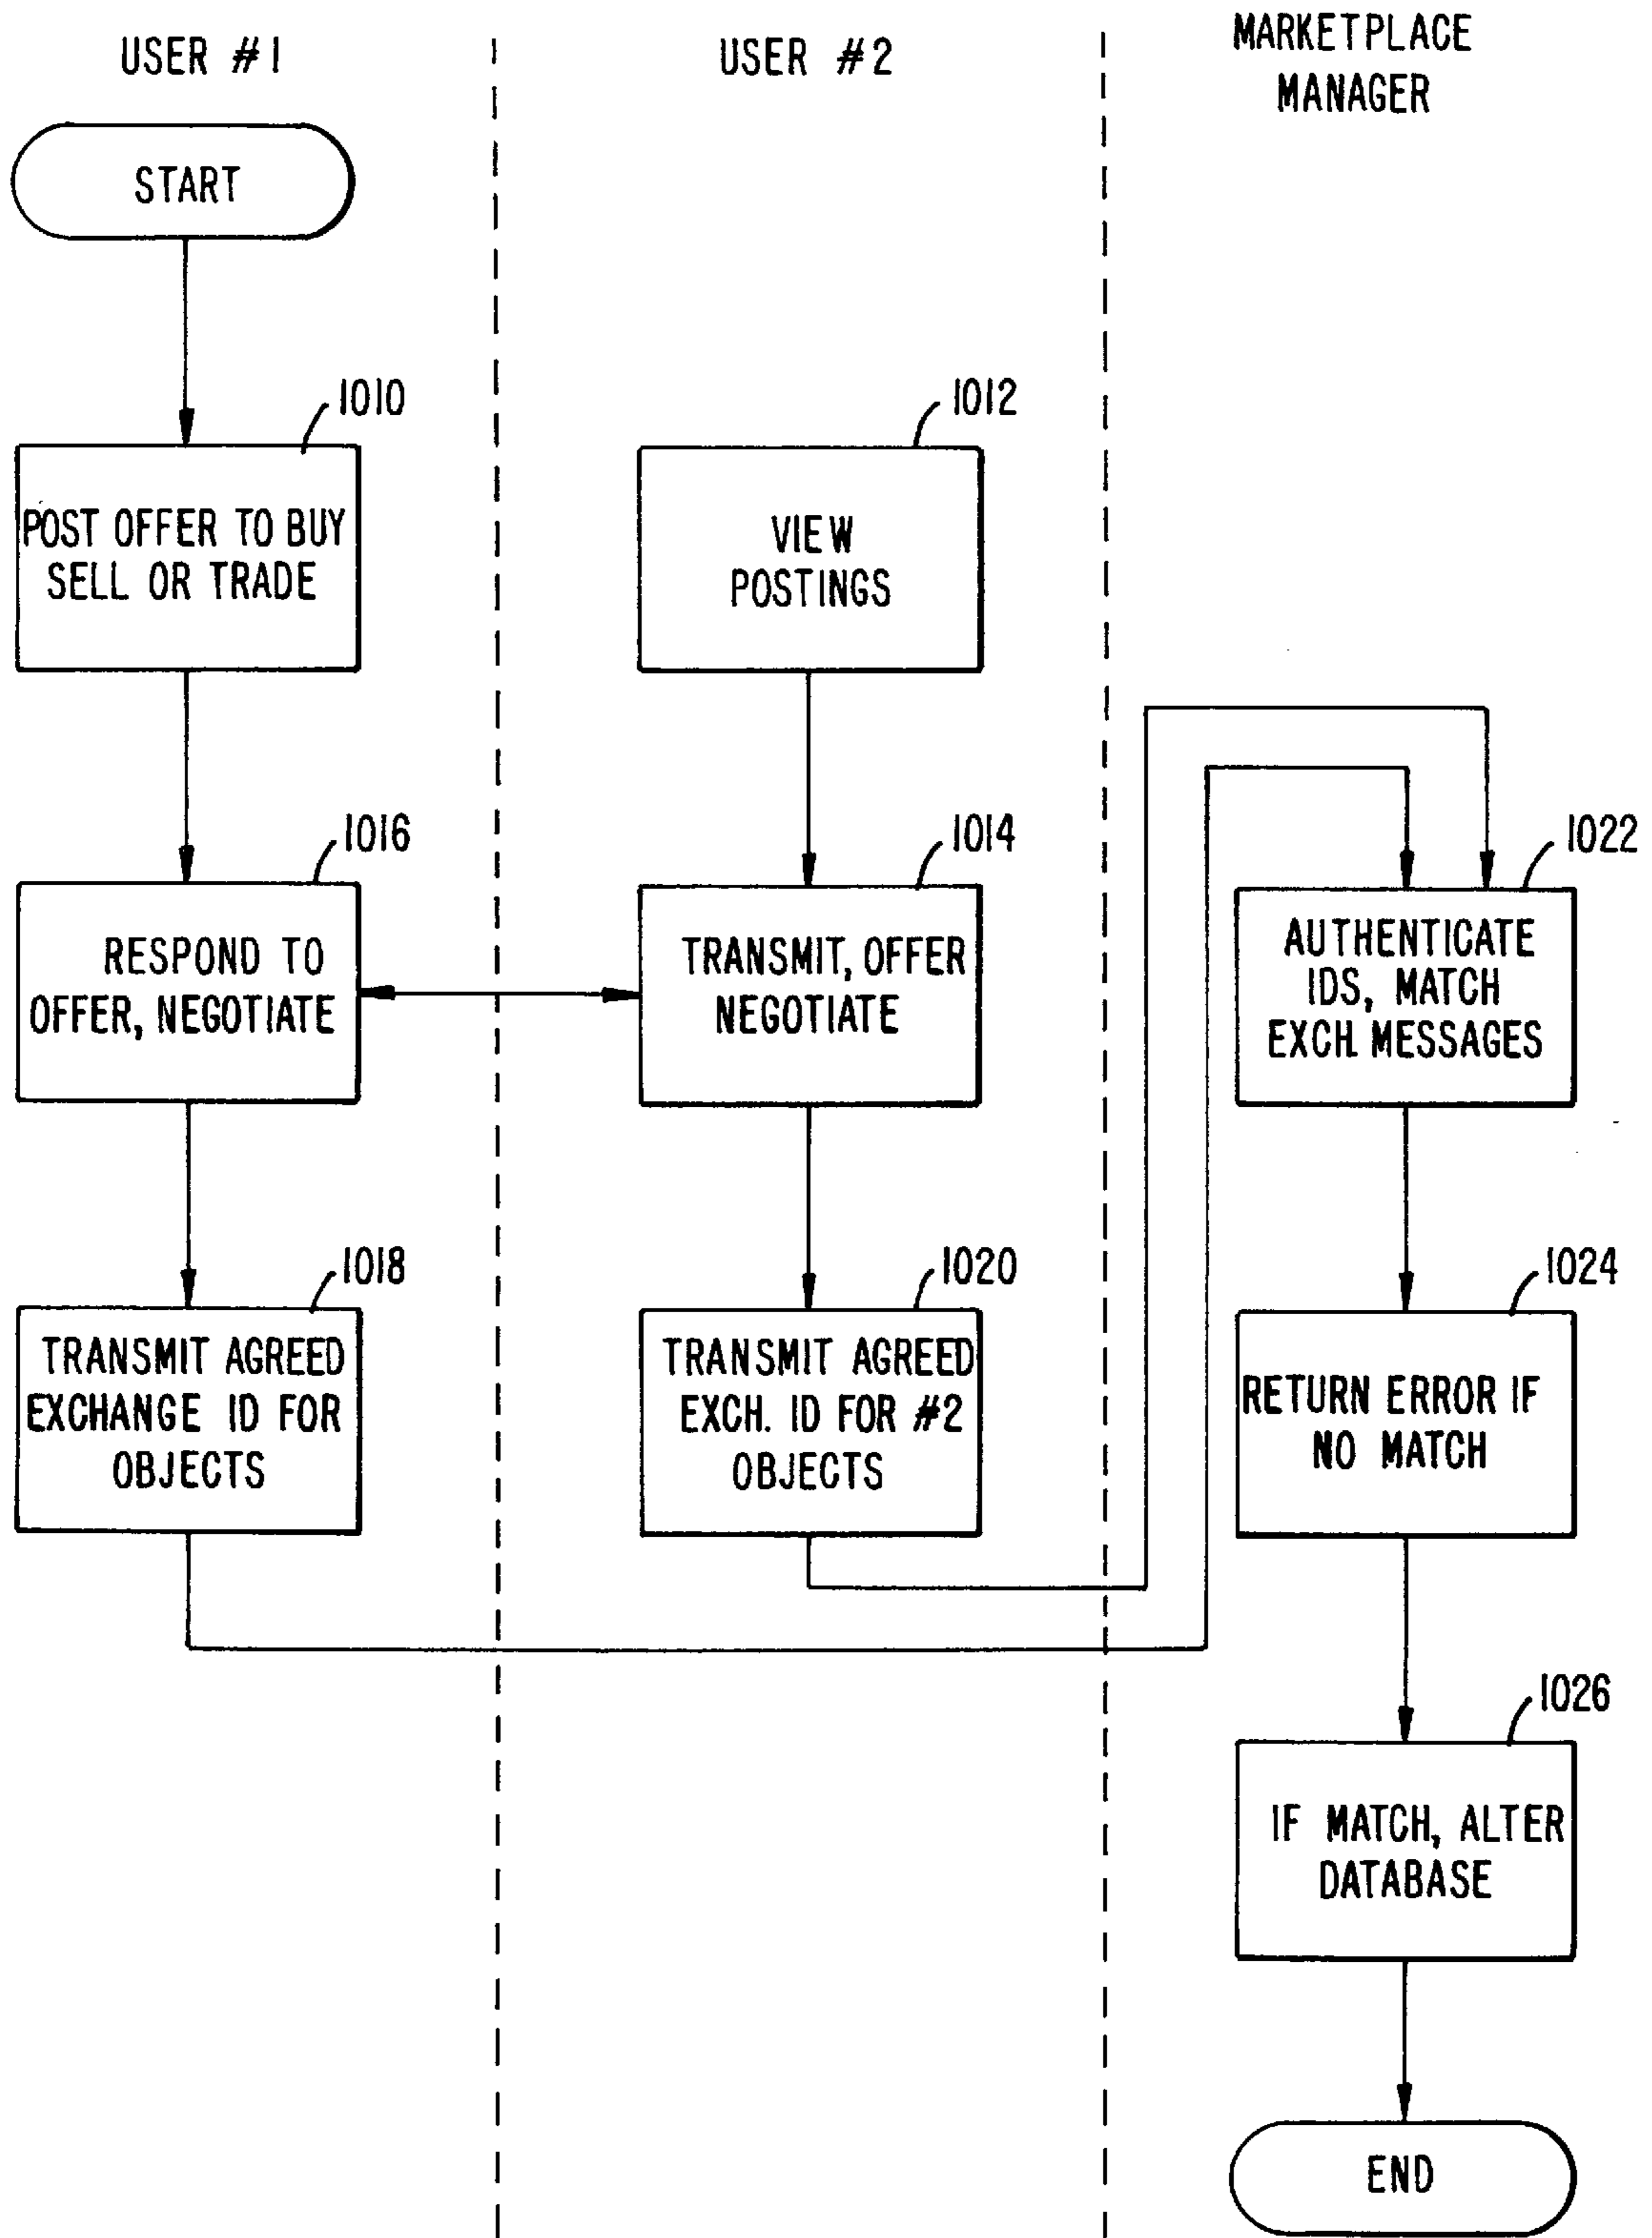 USER #1
USER #2
MARKETPLACE
MANAGER
START
1010
POST OFFER TO BUY
SELL OR TRADE
1012
VIEW
POSTINGS
1016
RESPOND TO
OFFER, NEGOTIATE
1014
TRANSMIT, OFFER
NEGOTIATE
1022
AUTHENTICATE
IDS, MATCH
EXCH. MESSAGES
1018
TRANSMIT AGREED
EXCHANGE ID FOR
OBJECTS
1020
TRANSMIT AGREED
EXCH. ID FOR #2
OBJECTS
1024
RETURN ERROR IF
NO MATCH
1026
IF MATCH, ALTER
DATABASE
END